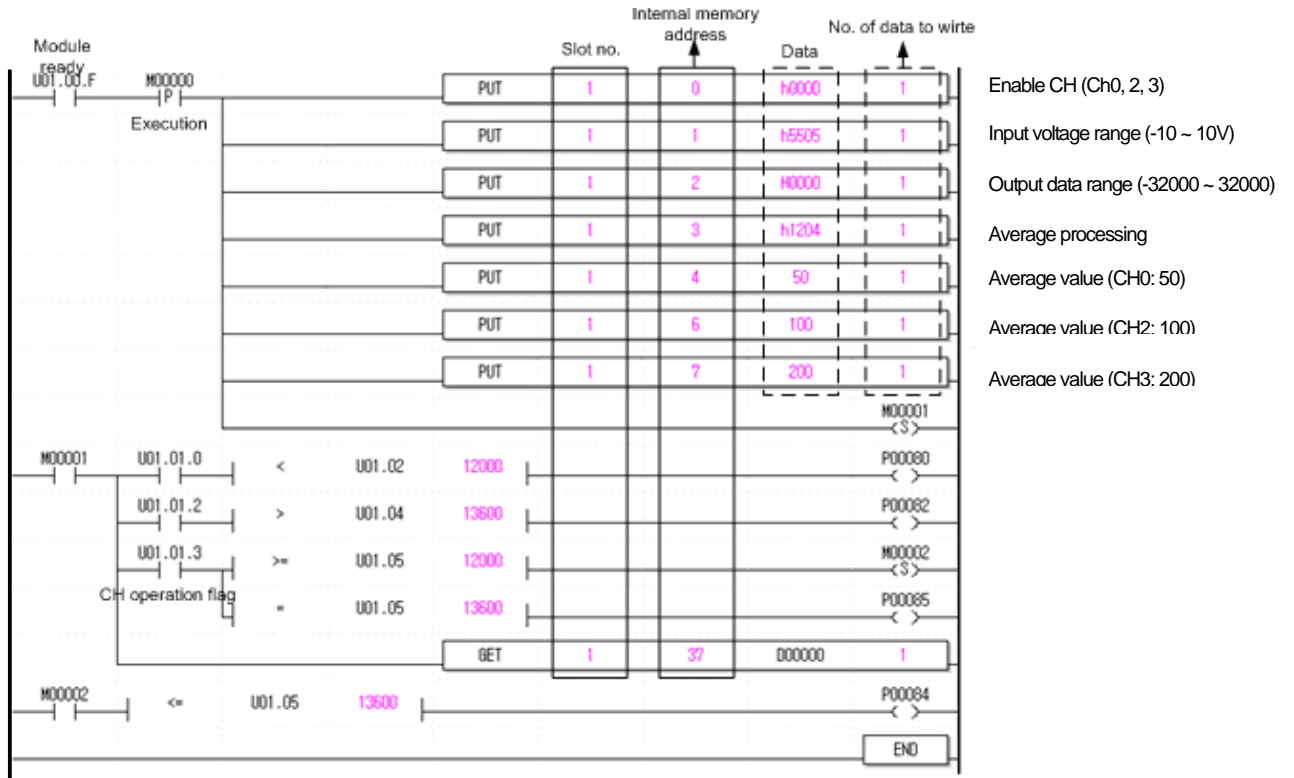 Internal memory
address
No. of data to wirte
Module
ready
Slot no.
Data
U01.00.F M00000 PUT 1 0 h000D 1 Enable CH (Ch0, 2, 3)
P
Execution
PUT 1 1 h5505 1 Input voltage range (-10 ~ 10V)
PUT 1 2 H0000 1 Output data range (-32000 ~ 32000)
PUT 1 3 h1204 1 Average processing
PUT 1 4 50 1 Average value (CH0: 50)
PUT 1 6 100 1 Average value (CH2: 100)
PUT 1 7 200 1 Average value (CH3: 200)
M00001
S
M00001 U01.01.0 < U01.02 12000 P00080
U01.01.2 > U01.04 13600 P00082
U01.01.3 >= U01.05 12000 M00002
S
CH operation flag
= U01.05 13600 P00085
GET 1 37 D00000 1
M00002 <= U01.05 13600 P00084
END